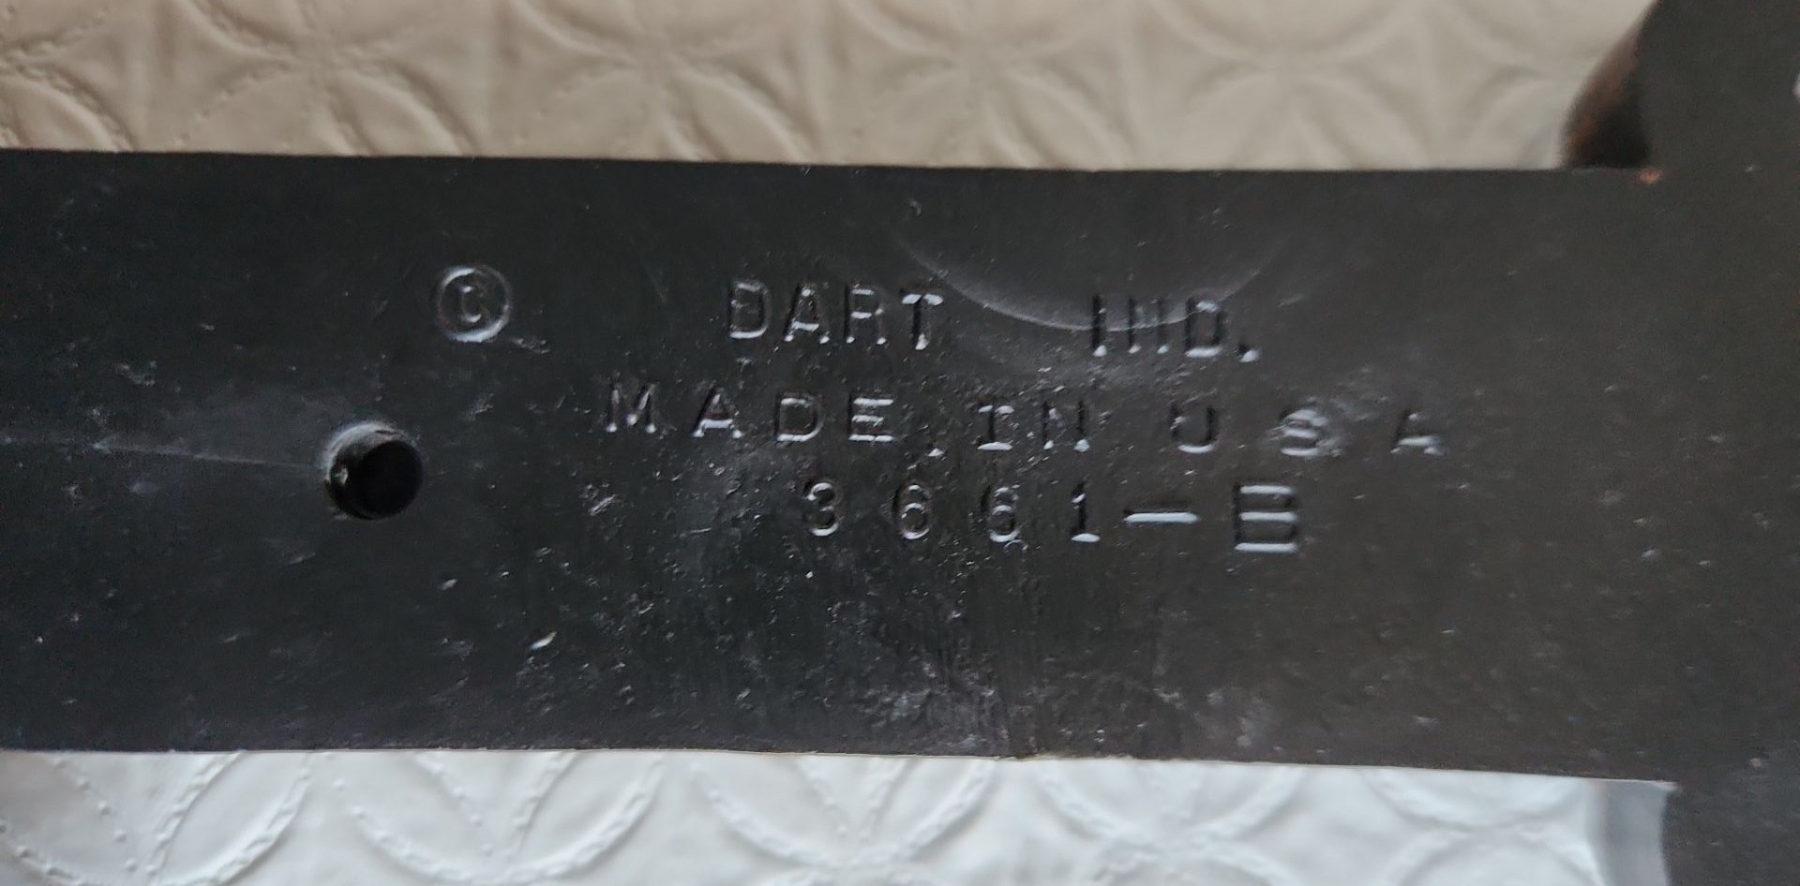 © DART IND.
MADE IN USA
3661-B